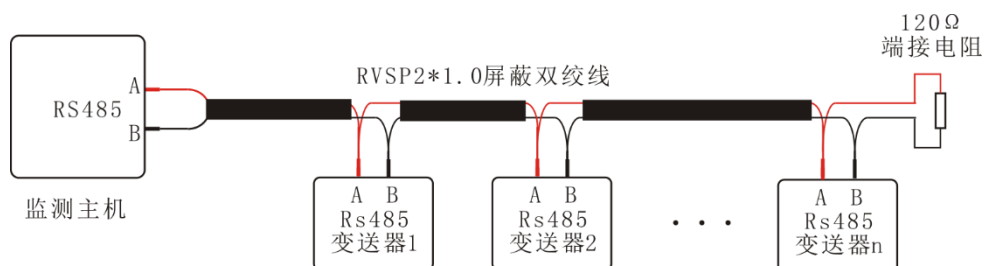 120Ω
端接电阻
RVSP2*1.0屏蔽双绞线
A
RS485
B
监测主机
A B
Rs485
变送器1
A B
Rs485
变送器2
···
A B
Rs485
变送器n